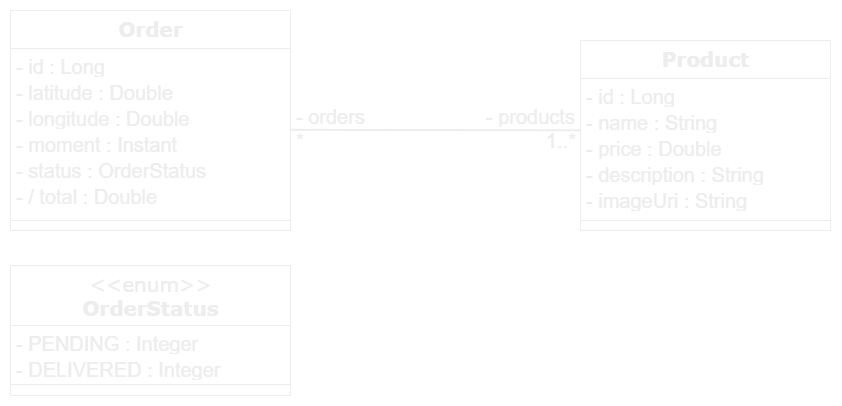 Order
- id : Long
- latitude : Double
- longitude : Double
- moment : Instant
- status : OrderStatus
- / total : Double
- orders
*
- products
1..*
Product
- id : Long
- name : String
- price : Double
- description : String
- imageUri : String
<<enum>>
OrderStatus
- PENDING : Integer
- DELIVERED : Integer